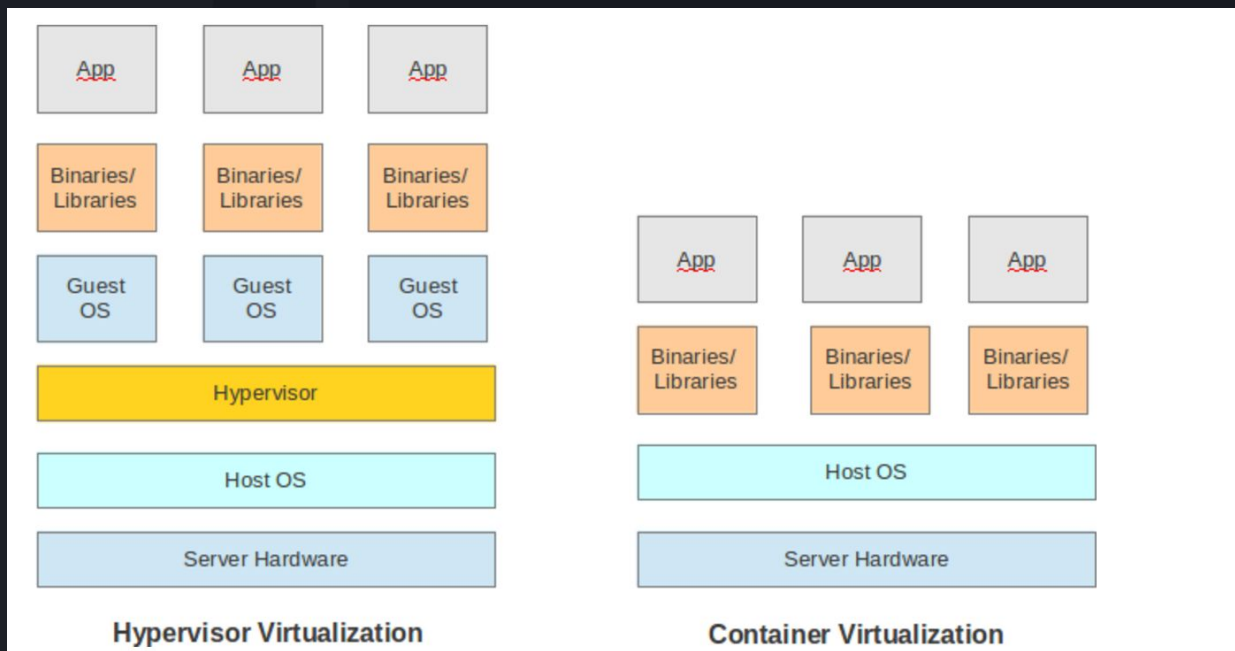 App App App
Binaries/ Binaries/ Binaries/
Libraries Libraries Libraries
Guest Guest Guest
OS OS OS
Hypervisor
Host OS
Server Hardware
Hypervisor Virtualization
App App App
Binaries/ Binaries/ Binaries/
Libraries Libraries Libraries
Host OS
Server Hardware
Container Virtualization